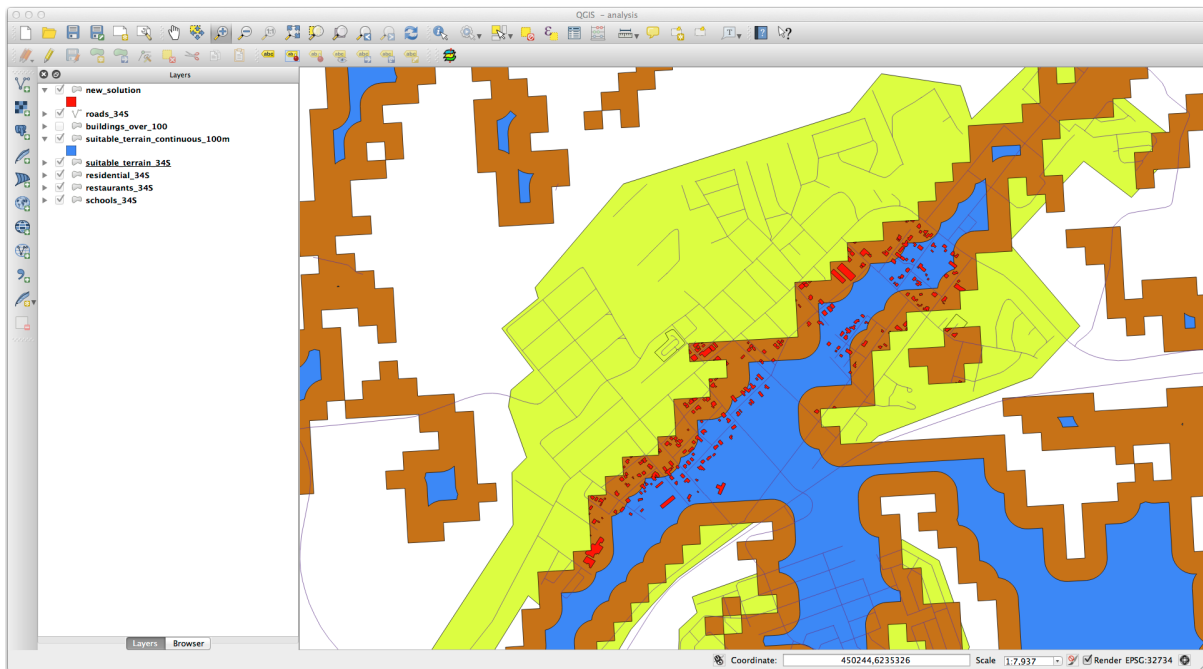 QGIS - analysis
Layers
new_solution
roads_34S
buildings_over_100
suitable_terrain_continuous_100m
suitable_terrain_34S
residential_34S
restaurants_34S
schools_34S
Layers
Browser
Coordinate:
450244,6235326
Scale
1:7,937
Render
EPSG:32734